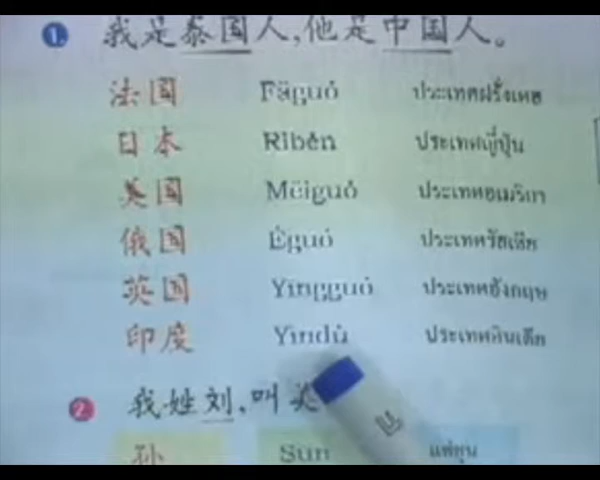 1. 我是泰国人,他是中国人。
法国 Fǎguó ประเทศฝรั่งเศส
日本 Rìběn ประเทศญี่ปุ่น
美国 Měiguó ประเทศอเมริกา
俄国 Éguó ประเทศรัสเซีย
英国 Yīngguó ประเทศอังกฤษ
印度 Yìndù ประเทศอินเดีย
2. 我姓刘,叫
孙 Sūn แซ่ซุน